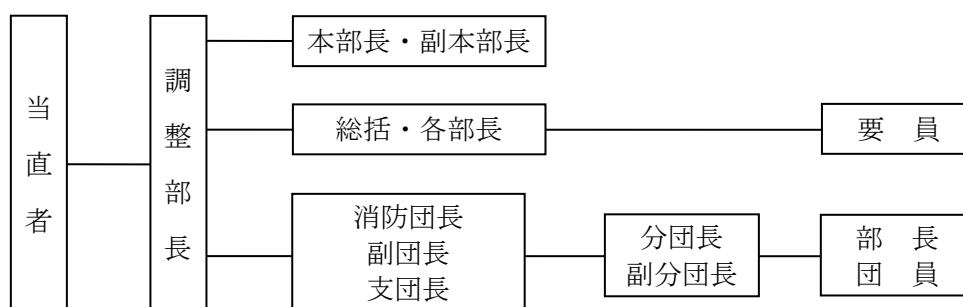 当直者
調整部長
本部長・副本部長
総括・各部長
要　員
消防団長
副団長
支団長
分団長
副分団長
部　長
団　員